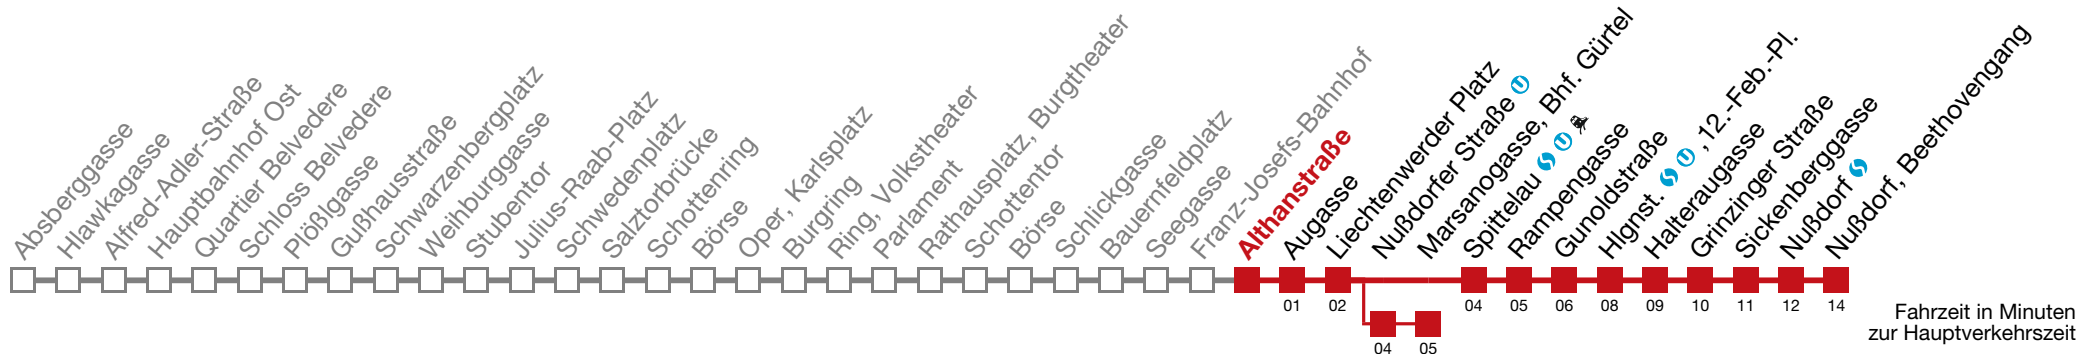 Absberggasse
Hlawkagasse
Alfred-Adler-Straße
Hauptbahnhof Ost
Quartier Belvedere
Schloss Belvedere
Plößlgasse
Gußhausstraße
Schwarzenbergplatz
Weihburggasse
Stubentor
Julius-Raab-Platz
Schwedenplatz
Salztorbrücke
Schottenring
Börse
Oper, Karlsplatz
Burgring
Ring, Volkstheater
Parlament
Rathausplatz, Burgtheater
Schottentor
Börse
Schlickgasse
Bauernfeldplatz
Seegasse
Franz-Josefs-Bahnhof
Althanstraße
Augasse
Liechtenwerder Platz
Nußdorfer Straße U
Marsanogasse, Bhf. Gürtel
Spittelau S U
Rampengasse
Gunoldstraße
Hlgnst. S U , 12.-Feb.-Pl.
Halteraugasse
Grinzinger Straße
Sickenberggasse
Nußdorf S
Nußdorf, Beethovengang
01 02 04 05 06 08 09 10 11 12 14
04 05
Fahrzeit in Minuten
zur Hauptverkehrszeit